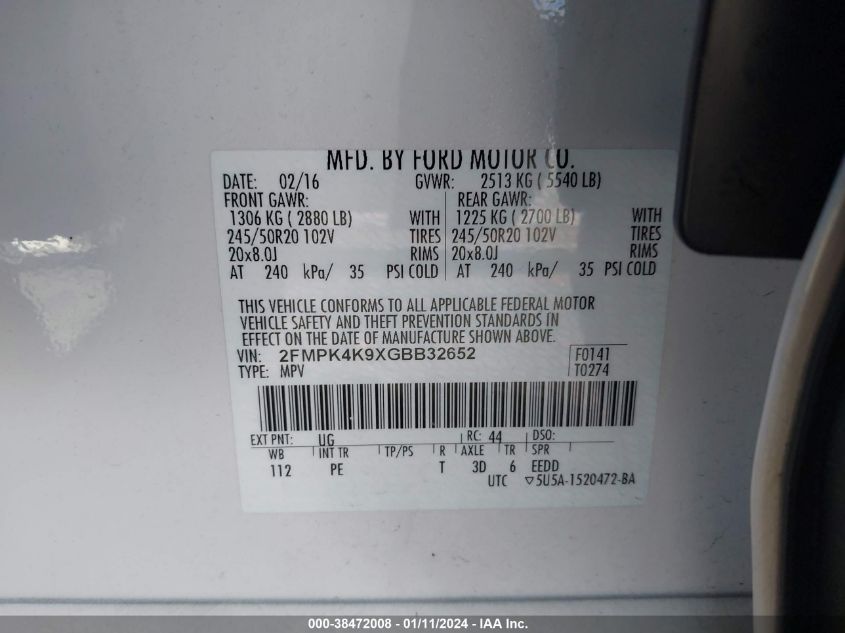 MFD. BY FORD MOTOR CO.
DATE: 02/16 GVWR: 2513 KG ( 5540 LB)
FRONT GAWR: REAR GAWR:
1306 KG ( 2880 LB) WITH 1225 KG ( 2700 LB) WITH
245/50R20 102V TIRES 245/50R20 102V TIRES
20x8.0J RIMS 20x8.0J RIMS
AT 240 kPa/ 35 PSI COLD AT 240 kPa/ 35 PSI COLD
THIS VEHICLE CONFORMS TO ALL APPLICABLE FEDERAL MOTOR
VEHICLE SAFETY AND THEFT PREVENTION STANDARDS IN
EFFECT ON THE DATE OF MANUFACTURE SHOWN ABOVE.
VIN: 2FMPK4K9XGBB32652 F0141
TYPE: MPV T0274
EXT PNT: UG RC: 44 DSO:
WB INT TR TP/PS R AXLE TR SPR
112 PE T 3D 6 EEDD
UTC ▽5U5A-1520472-BA
000-38472008 - 01/11/2024 - IAA Inc.